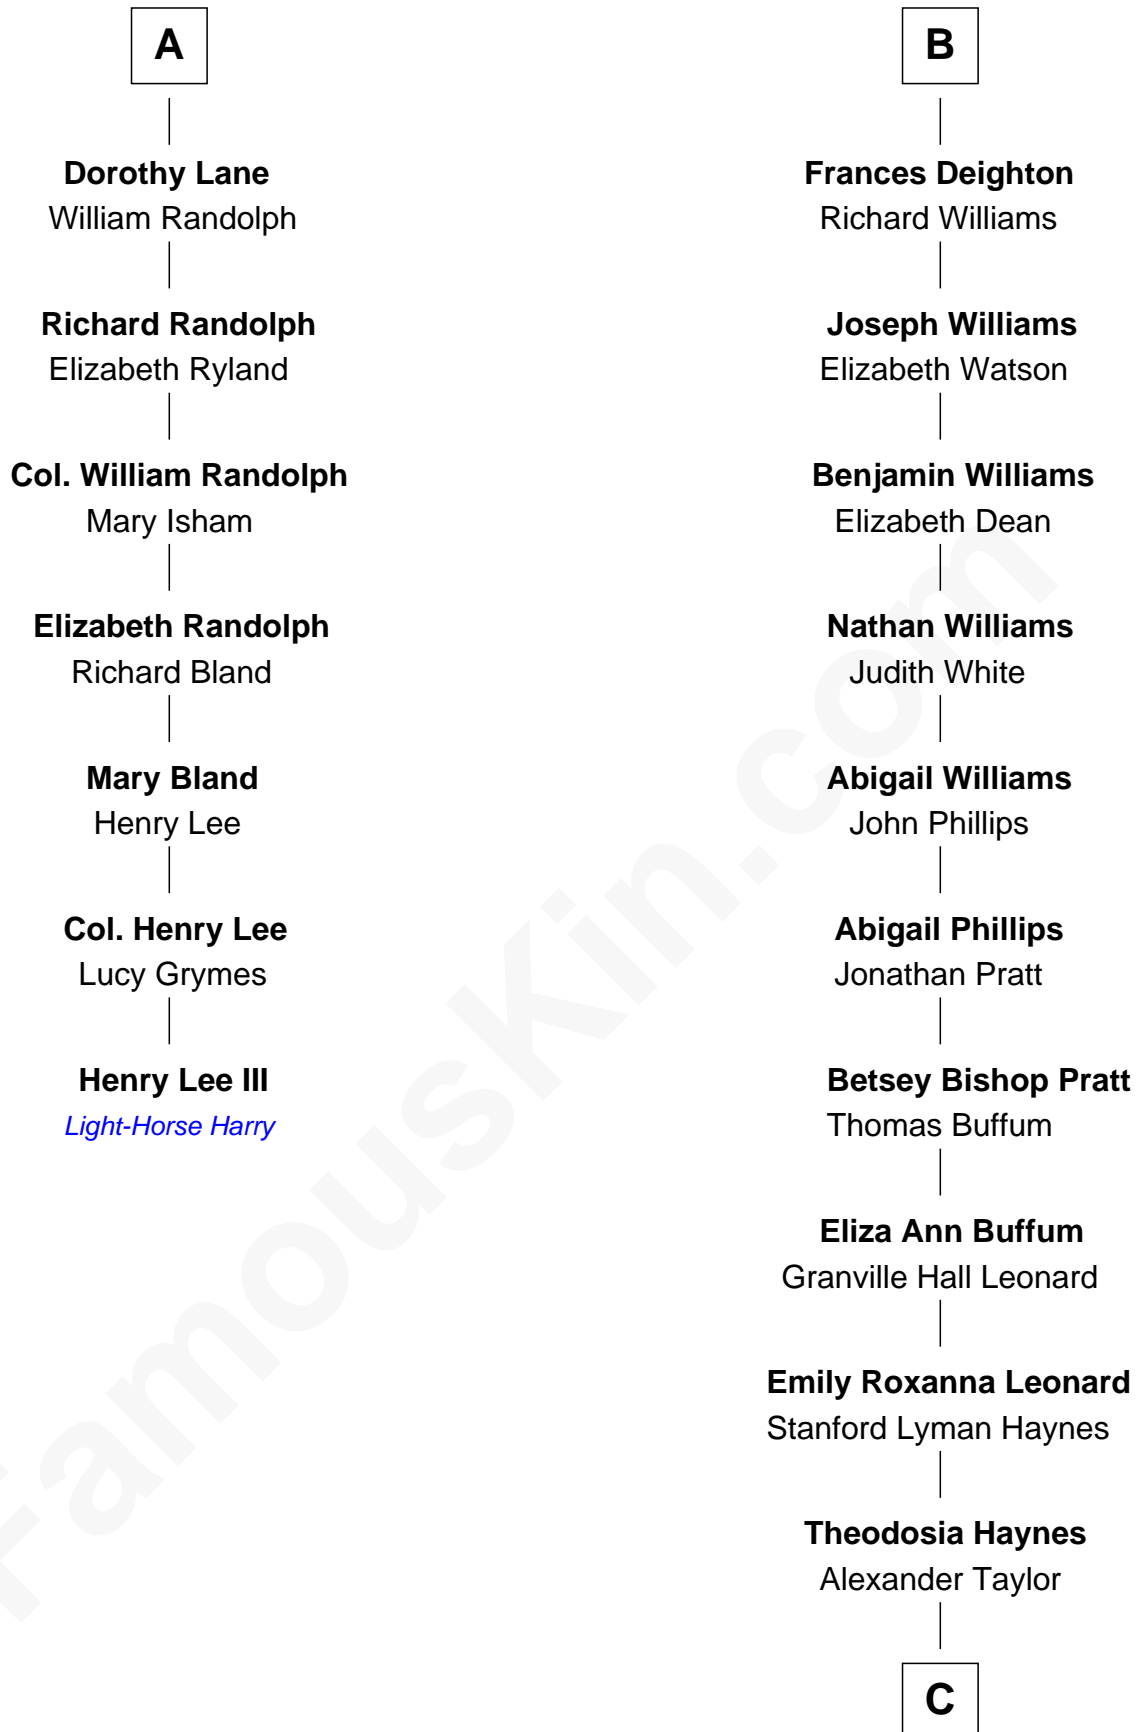 A
Dorothy Lane
William Randolph
Richard Randolph
Elizabeth Ryland
Col. William Randolph
Mary Isham
Elizabeth Randolph
Richard Bland
Mary Bland
Henry Lee
Col. Henry Lee
Lucy Grymes
Henry Lee III
Light-Horse Harry
B
Frances Deighton
Richard Williams
Joseph Williams
Elizabeth Watson
Benjamin Williams
Elizabeth Dean
Nathan Williams
Judith White
Abigail Williams
John Phillips
Abigail Phillips
Jonathan Pratt
Betsey Bishop Pratt
Thomas Buffum
Eliza Ann Buffum
Granville Hall Leonard
Emily Roxanna Leonard
Stanford Lyman Haynes
Theodosia Haynes
Alexander Taylor
C
FamousKin.com